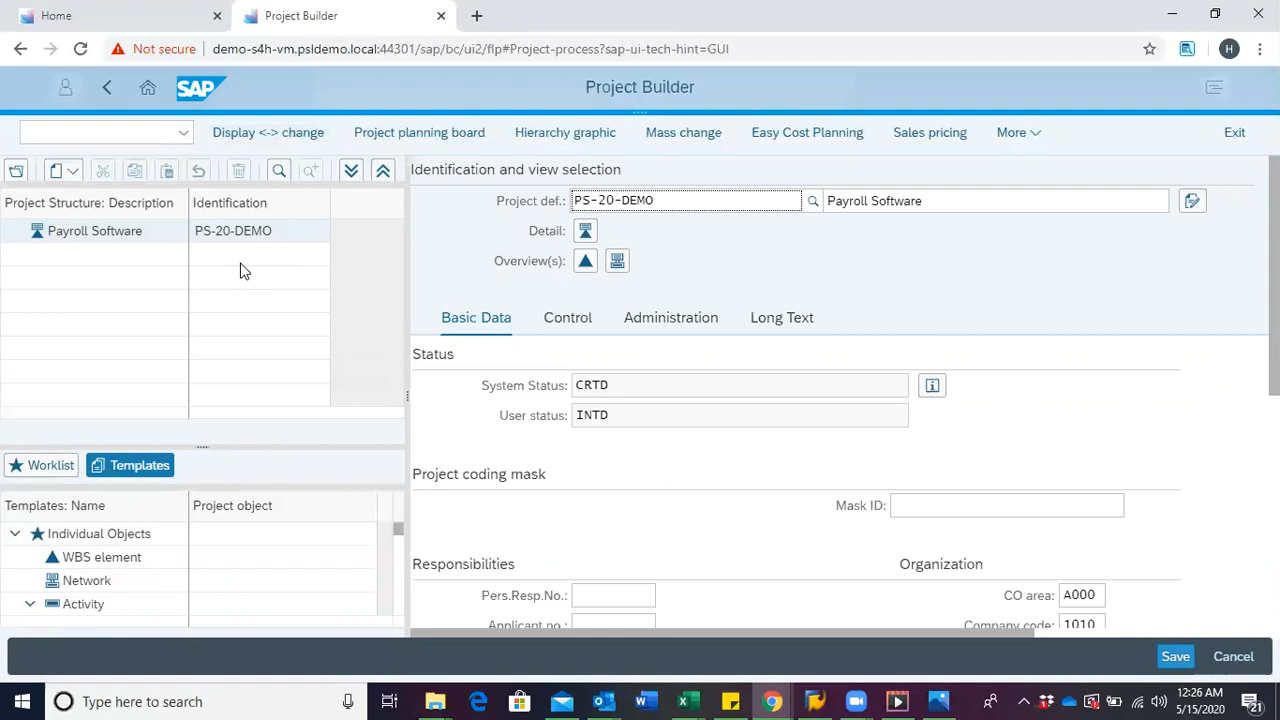 Home
Project Builder
Not secure
demo-s4h-vm.psldemo.local:44301/sap/bc/ui2/flp#Project-process?sap-ui-tech-hint=GUI
H
SAP
Project Builder
Display <-> change
Project planning board
Hierarchy graphic
Mass change
Easy Cost Planning
Sales pricing
More
Exit
Project Structure: Description
Identification
Payroll Software
PS-20-DEMO
Identification and view selection
Project def.:
PS-20-DEMO
Payroll Software
Detail:
Overview(s):
Basic Data
Control
Administration
Long Text
Status
System Status:
CRTD
User status:
INTD
Project coding mask
Mask ID:
Responsibilities
Organization
Pers.Resp.No.:
CO area:
A000
Applicant no.:
Company code:
1010
Worklist
Templates
Templates: Name
Project object
Individual Objects
WBS element
Network
Activity
Save
Cancel
Type here to search
12:26 AM
5/15/2020
21